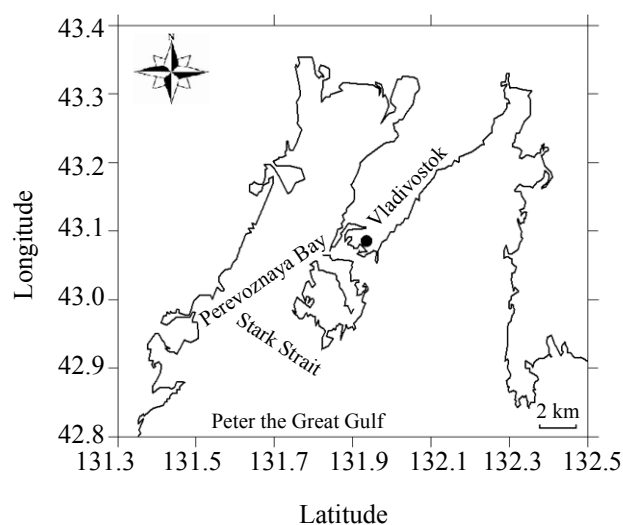 43.4
N
43.3
43.2
43.1
43.0
42.9
42.8
Longitude
Vladivostok
Perevoznaya Bay
Stark Strait
Peter the Great Gulf
2 km
131.3 131.5 131.7 131.9 132.1 132.3 132.5
Latitude